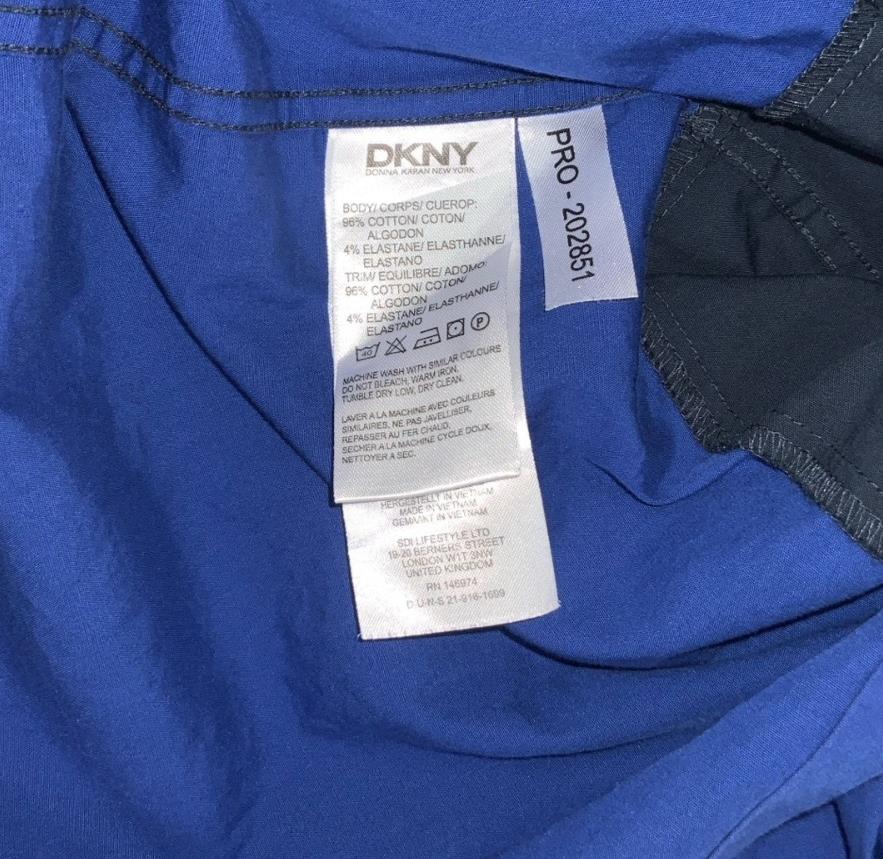 DKNY
DONNA KARAN NEW YORK
BODY/ CORPS/ CUEROP:
96% COTTON/ COTON/
ALGODON
4% ELASTANE/ ELASTHANNE/
ELASTANO
TRIM/ EQUILIBRE/ ADOMO:
96% COTTON/ COTON/
ALGODON
4% ELASTANE/ ELASTHANNE/
ELASTANO
40 P
MACHINE WASH WITH SIMILAR COLOURS
DO NOT BLEACH, WARM IRON.
TUMBLE DRY LOW, DRY CLEAN.
LAVER A LA MACHINE AVEC COULEURS
SIMILAIRES, NE PAS JAVELLISER,
REPASSER AU FER CHAUD,
SECHER A LA MACHINE CYCLE DOUX,
NETTOYER A SEC.
HERGESTELLT IN VIETNAM
MADE IN VIETNAM
GEMAAKT IN VIETNAM
SDI LIFESTYLE LTD
19-20 BERNERS STREET
LONDON W1T 3NW
UNITED KINGDOM
RN 146974
D-U-N-S 21-916-1699
PRO - 202851